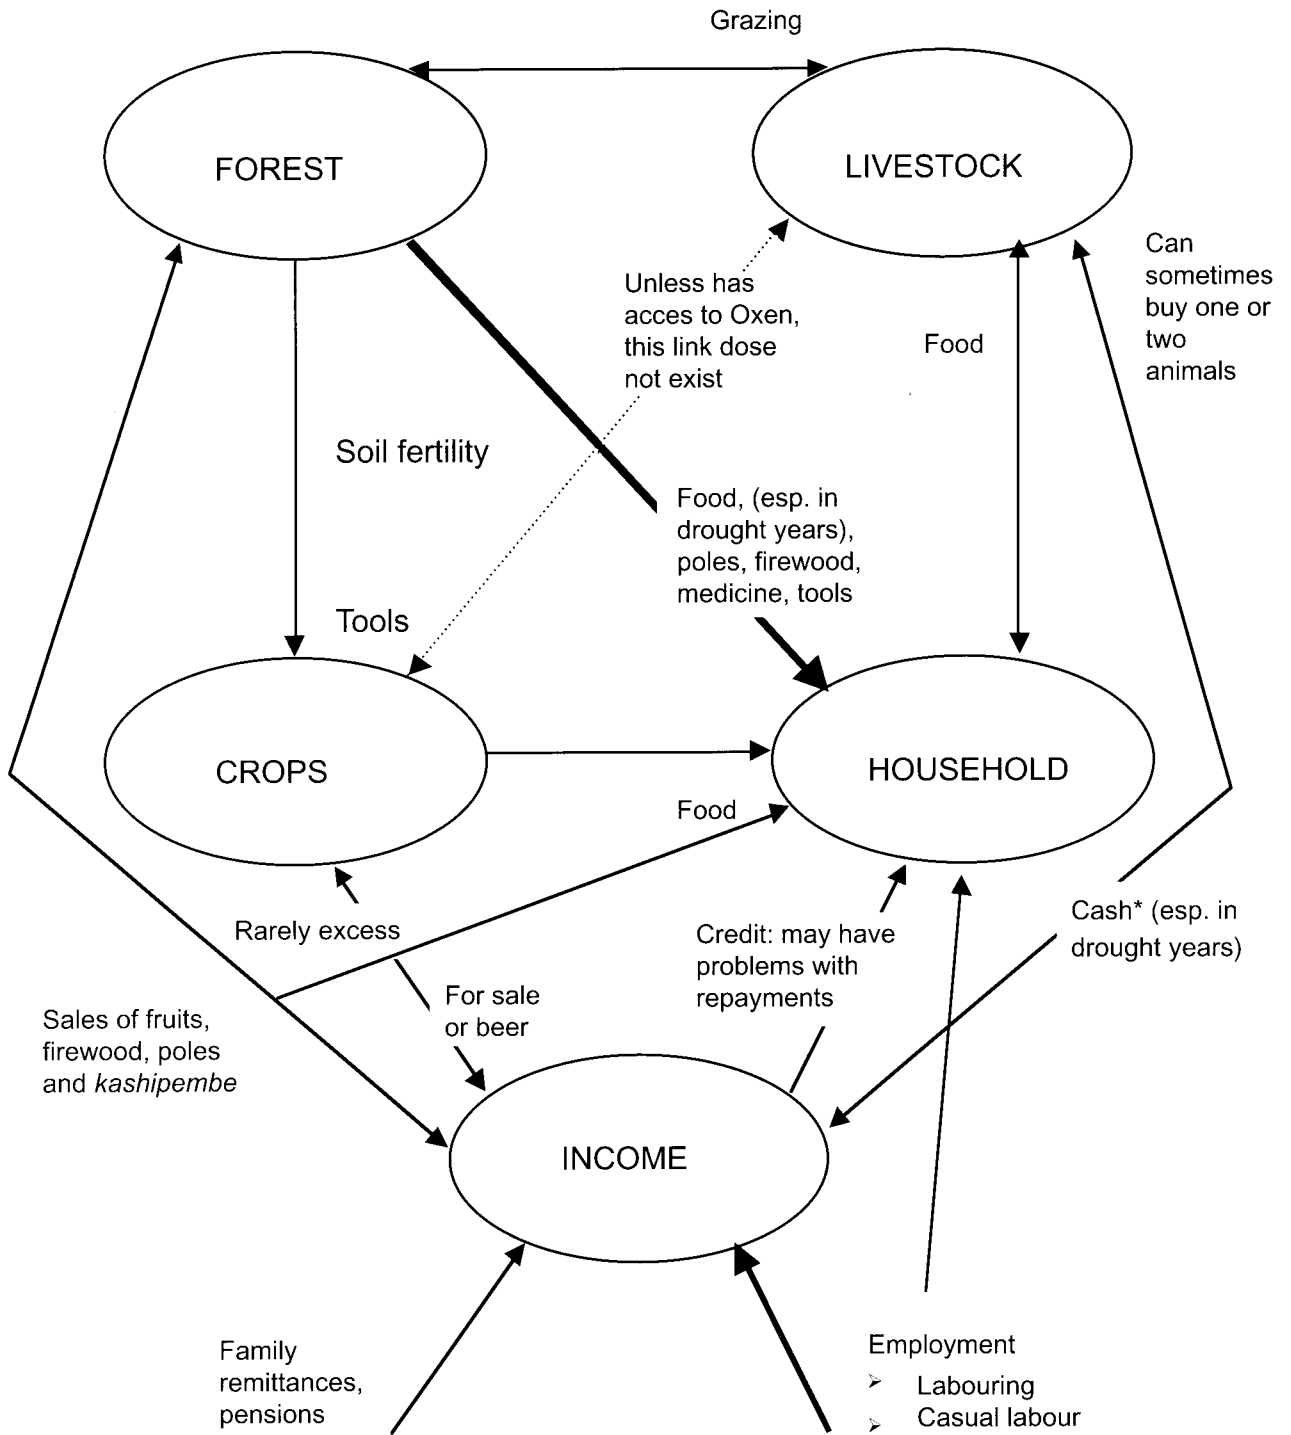 Grazing
FOREST
LIVESTOCK
Can
sometimes
buy one or
two
animals
Unless has
acces to Oxen,
this link dose
not exist
Food
Soil fertility
Food, (esp. in
drought years),
poles, firewood,
medicine, tools
Tools
CROPS
HOUSEHOLD
Food
Rarely excess
Cash* (esp. in
drought years)
Credit: may have
problems with
repayments
For sale
or beer
Sales of fruits,
firewood, poles
and kashipembe
INCOME
Family
remittances,
pensions
Employment
➢ Labouring
➢ Casual labour